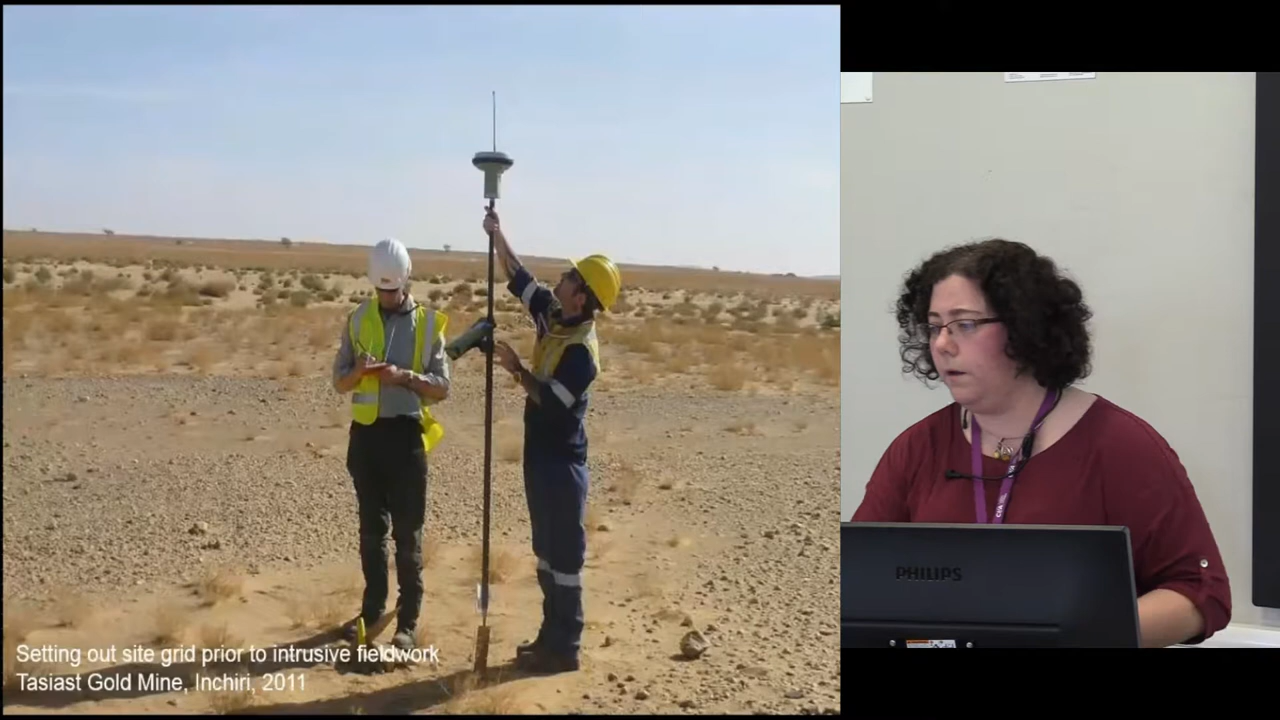 Setting out site grid prior to intrusive fieldwork
Tasiast Gold Mine, Inchiri, 2011
PHILIPS